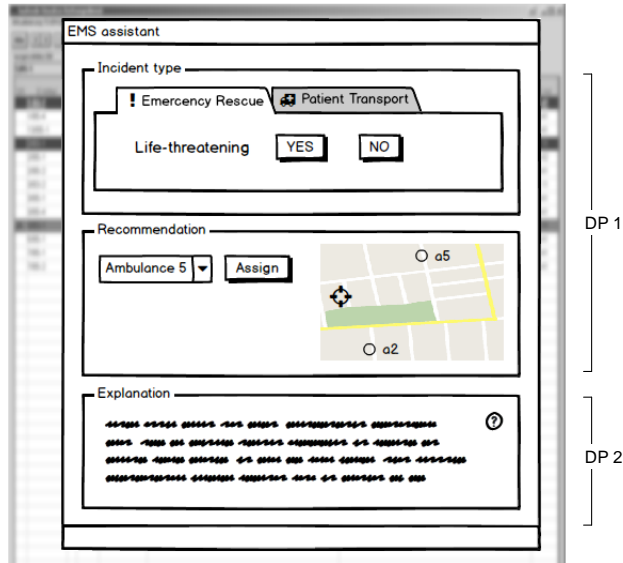 EMS assistant
Incident type
! Emercency Rescue
Patient Transport
Life-threatening YES NO
DP 1
Recommendation
Ambulance 5 Assign
a5
a2
Explanation
?
DP 2